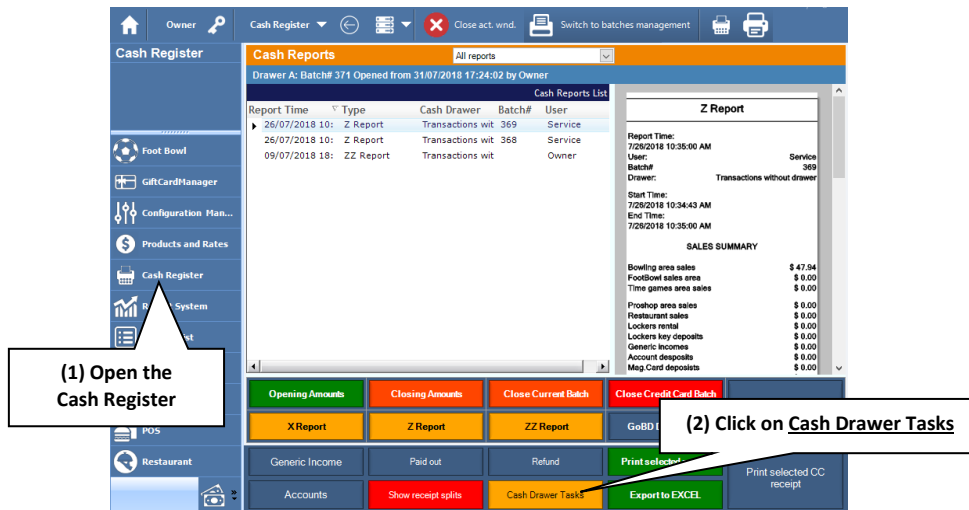 Owner
Cash Register
Close act. wnd.
Switch to batches management
Cash Register
Cash Reports
All reports
Drawer A: Batch# 371 Opened from 31/07/2018 17:24:02 by Owner
Cash Reports List
Report Time Type Cash Drawer Batch# User
26/07/2018 10: Z Report Transactions wit 369 Service
26/07/2018 10: Z Report Transactions wit 368 Service
09/07/2018 18: ZZ Report Transactions wit Owner
Z Report
Report Time:
7/26/2018 10:35:00 AM
User: Service
Batch# 369
Drawer: Transactions without drawer
Start Time:
7/26/2018 10:34:43 AM
End Time:
7/26/2018 10:35:00 AM
SALES SUMMARY
Bowling area sales $ 47.94
FootBowl sales area $ 0.00
Time games area sales $ 0.00
Proshop area sales $ 0.00
Restaurant sales $ 0.00
Lockers rental $ 0.00
Lockers key deposits $ 0.00
Generic incomes $ 0.00
Account desposits $ 0.00
Mag.Card deposists $ 0.00
Foot Bowl
GiftCardManager
Configuration Man...
Products and Rates
Cash Register
System
POS
Restaurant
(1) Open the
Cash Register
Opening Amounts
Closing Amounts
Close Current Batch
Close Credit Card Batch
X Report
Z Report
ZZ Report
GoBD
(2) Click on Cash Drawer Tasks
Generic Income
Paid out
Refund
Print selected
Print selected CC
receipt
Accounts
Show receipt splits
Cash Drawer Tasks
Export to EXCEL